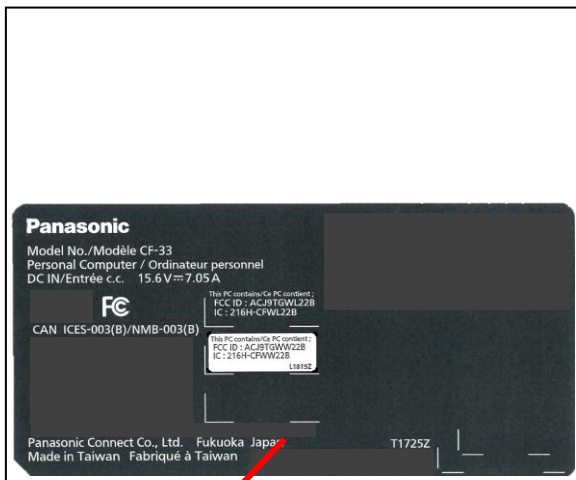 Panasonic
Model No./Modèle CF-33
Personal Computer / Ordinateur personnel
DC IN/Entrée c.c. 15.6V⎓7.05A
This PC contains/Ce PC contient ;
FCC ID : ACJ9TGWL22B
IC : 216H-CFWL22B
FC
CAN ICES-003(B)/NMB-003(B)
This PC contains/Ce PC contient ;
FCC ID : ACJ9TGWW22B
IC : 216H-CFWW22B
L1819Z
Panasonic Connect Co., Ltd. Fukuoka Japan
T1725Z
Made in Taiwan Fabriqué à Taiwan